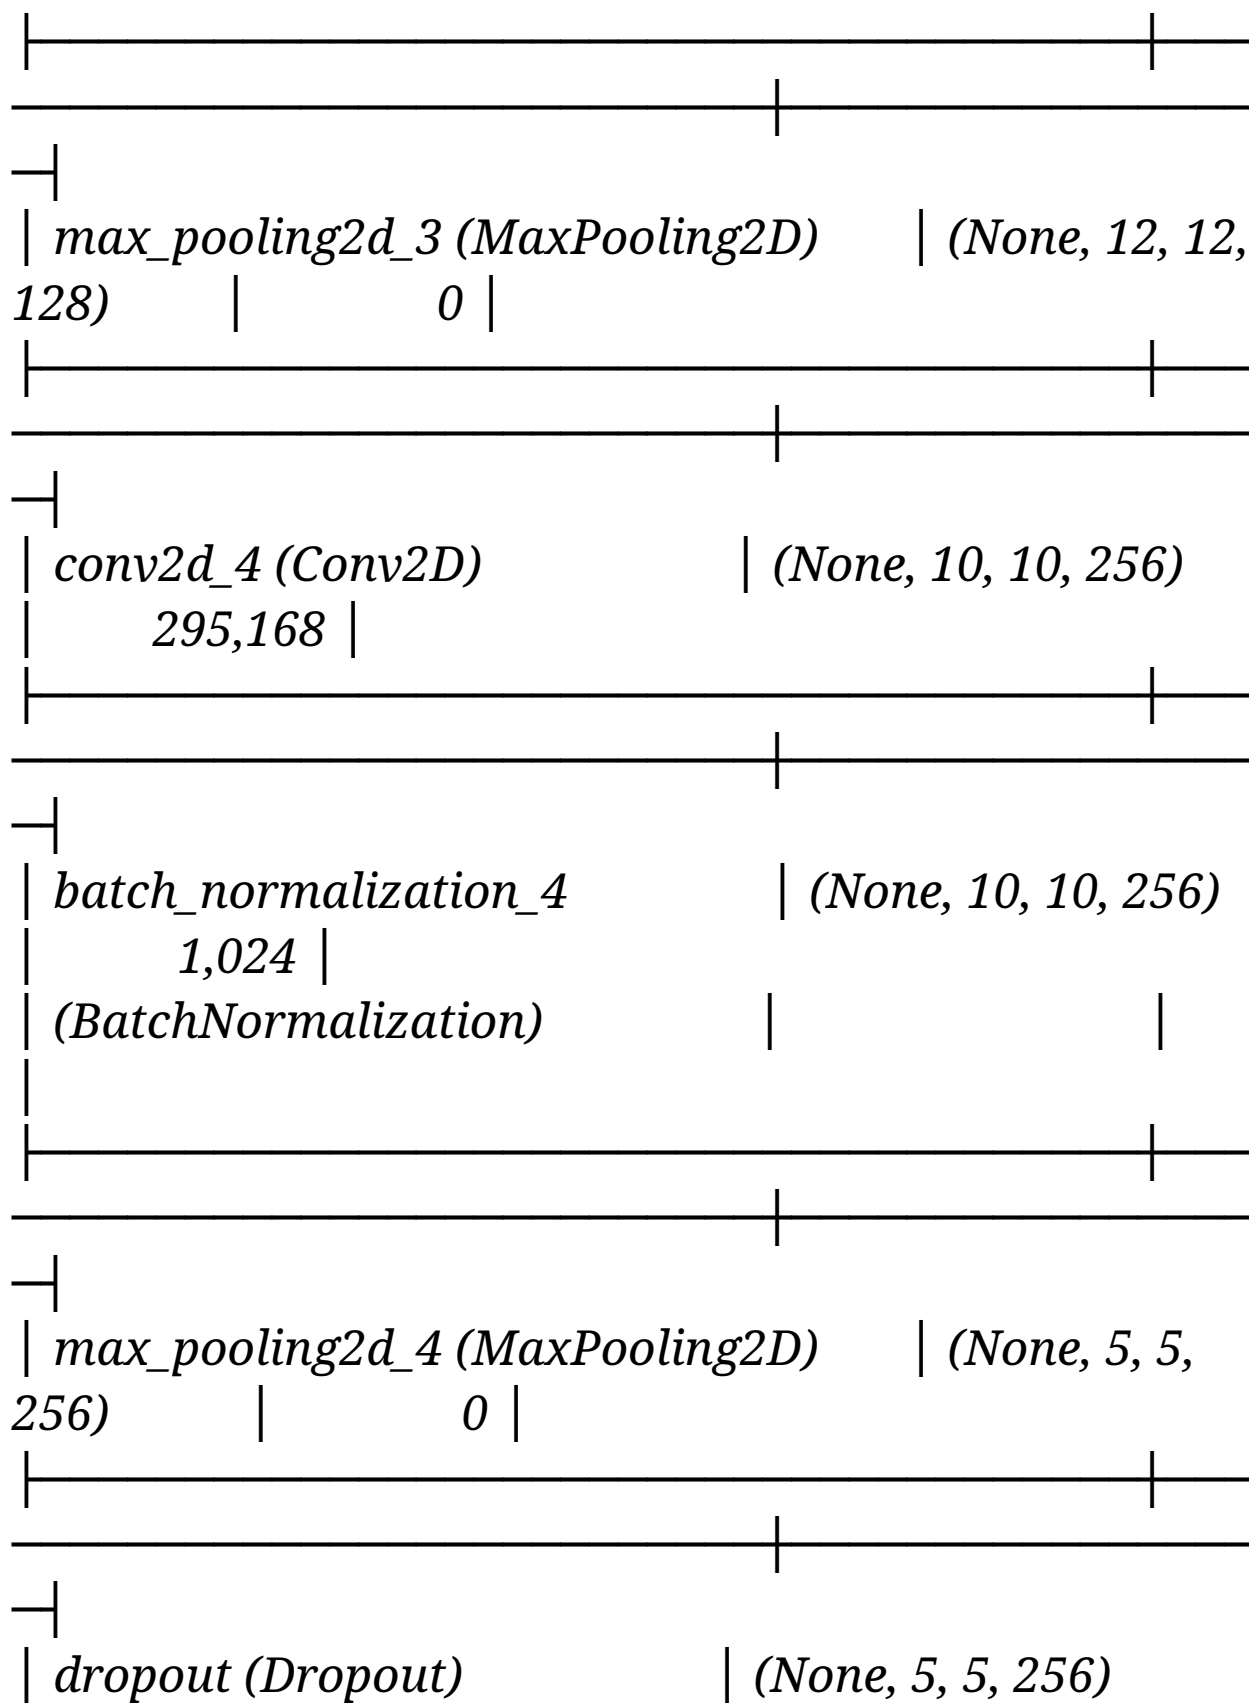 ├──────────────────────────────────────┼───
──────────────────────────┼────────────────
─┤
│ max_pooling2d_3 (MaxPooling2D) │ (None, 12, 12,
128) │ 0 │
├──────────────────────────────────────┼───
──────────────────────────┼────────────────
─┤
│ conv2d_4 (Conv2D) │ (None, 10, 10, 256)
│ 295,168 │
├──────────────────────────────────────┼───
──────────────────────────┼────────────────
─┤
│ batch_normalization_4 │ (None, 10, 10, 256)
│ 1,024 │
│ (BatchNormalization) │ │
│
├──────────────────────────────────────┼───
──────────────────────────┼────────────────
─┤
│ max_pooling2d_4 (MaxPooling2D) │ (None, 5, 5,
256) │ 0 │
├──────────────────────────────────────┼───
──────────────────────────┼────────────────
─┤
│ dropout (Dropout) │ (None, 5, 5, 256)